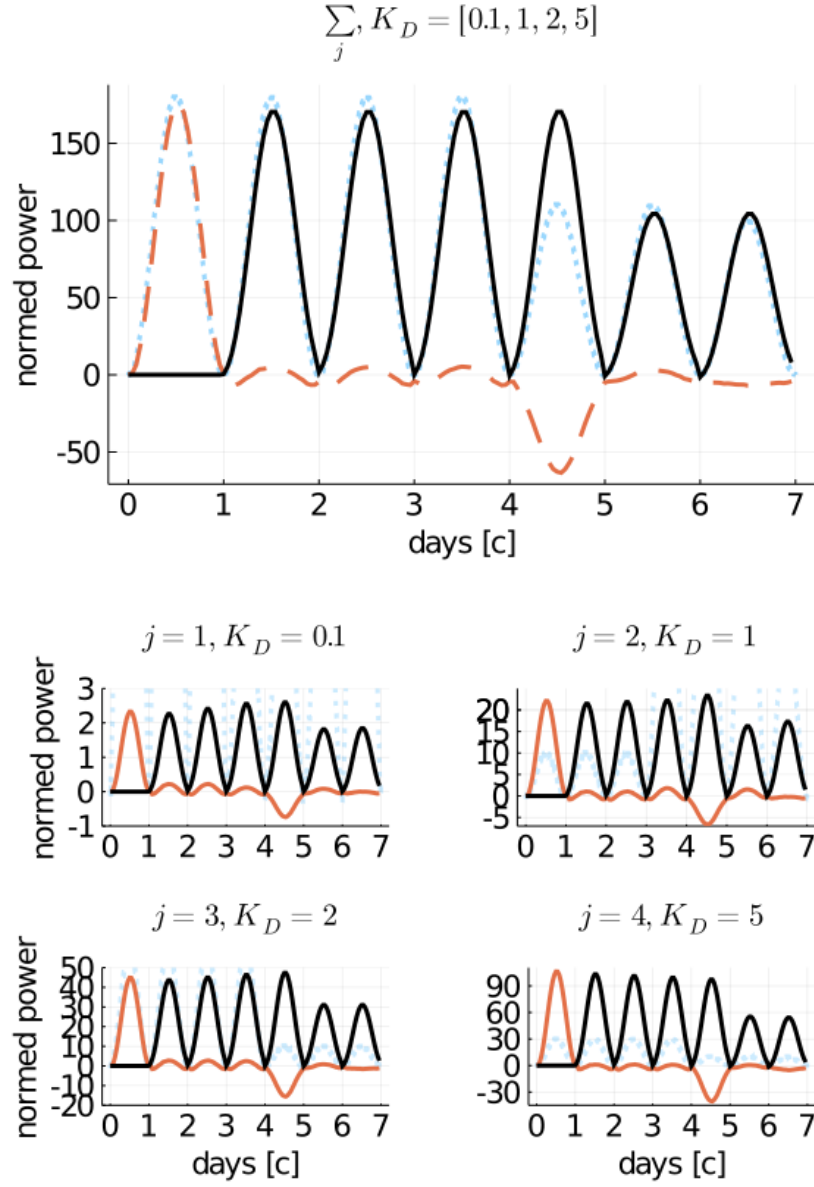 ∑_j, K_D = [0.1, 1, 2, 5]
normed power
150
100
50
0
-50
0 1 2 3 4 5 6 7
days [c]
j = 1, K_D = 0.1
normed power
3
2
1
0
-1
0 1 2 3 4 5 6 7
j = 2, K_D = 1
20
15
10
5
0
-5
0 1 2 3 4 5 6 7
j = 3, K_D = 2
normed power
50
40
30
20
10
0
-10
-20
0 1 2 3 4 5 6 7
days [c]
j = 4, K_D = 5
90
60
30
0
-30
0 1 2 3 4 5 6 7
days [c]